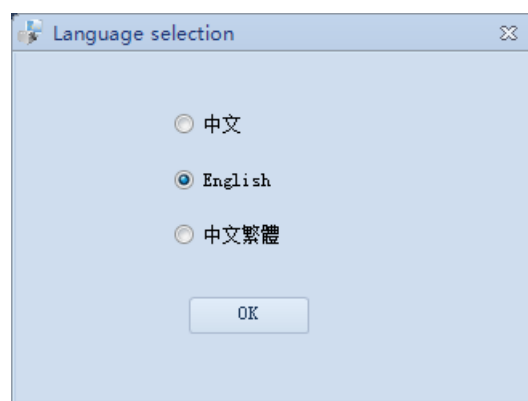 Language selection
中文
English
中文繁體
OK